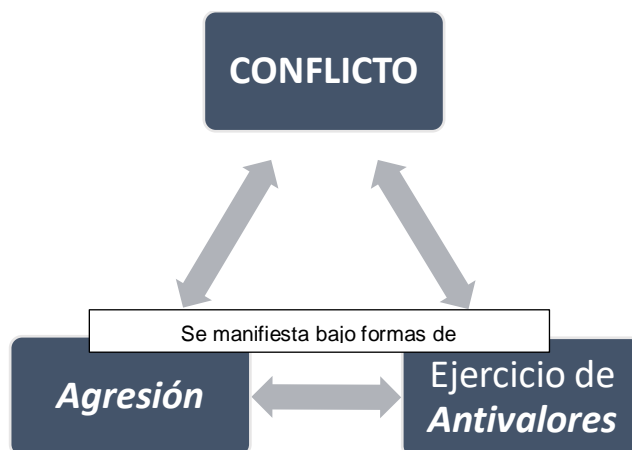 CONFLICTO
Se manifiesta bajo formas de
Agresión
Ejercicio de
Antivalores